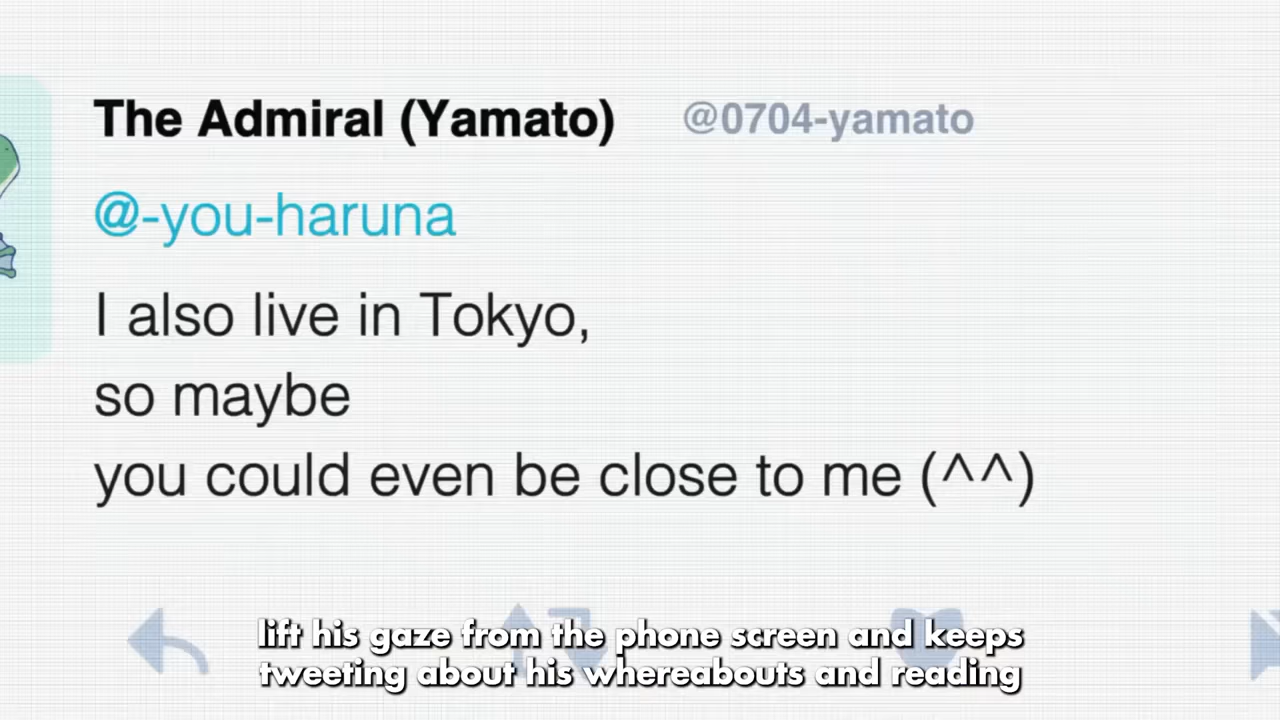 The Admiral (Yamato) @0704-yamato
@-you-haruna
I also live in Tokyo,
so maybe
you could even be close to me (^^)
lift his gaze from the phone screen and keeps
tweeting about his whereabouts and reading